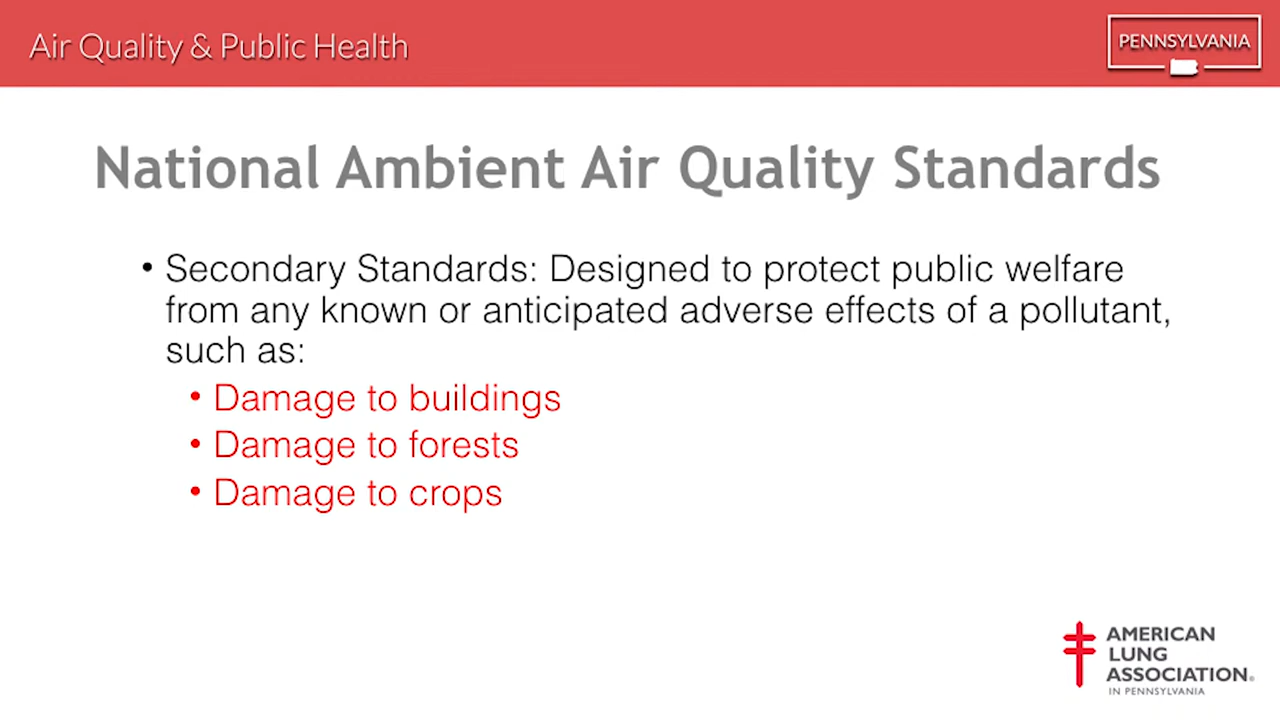 Air Quality & Public Health
PENNSYLVANIA
National Ambient Air Quality Standards
• Secondary Standards: Designed to protect public welfare
from any known or anticipated adverse effects of a pollutant,
such as:
• Damage to buildings
• Damage to forests
• Damage to crops
AMERICAN
LUNG
ASSOCIATION®
IN PENNSYLVANIA